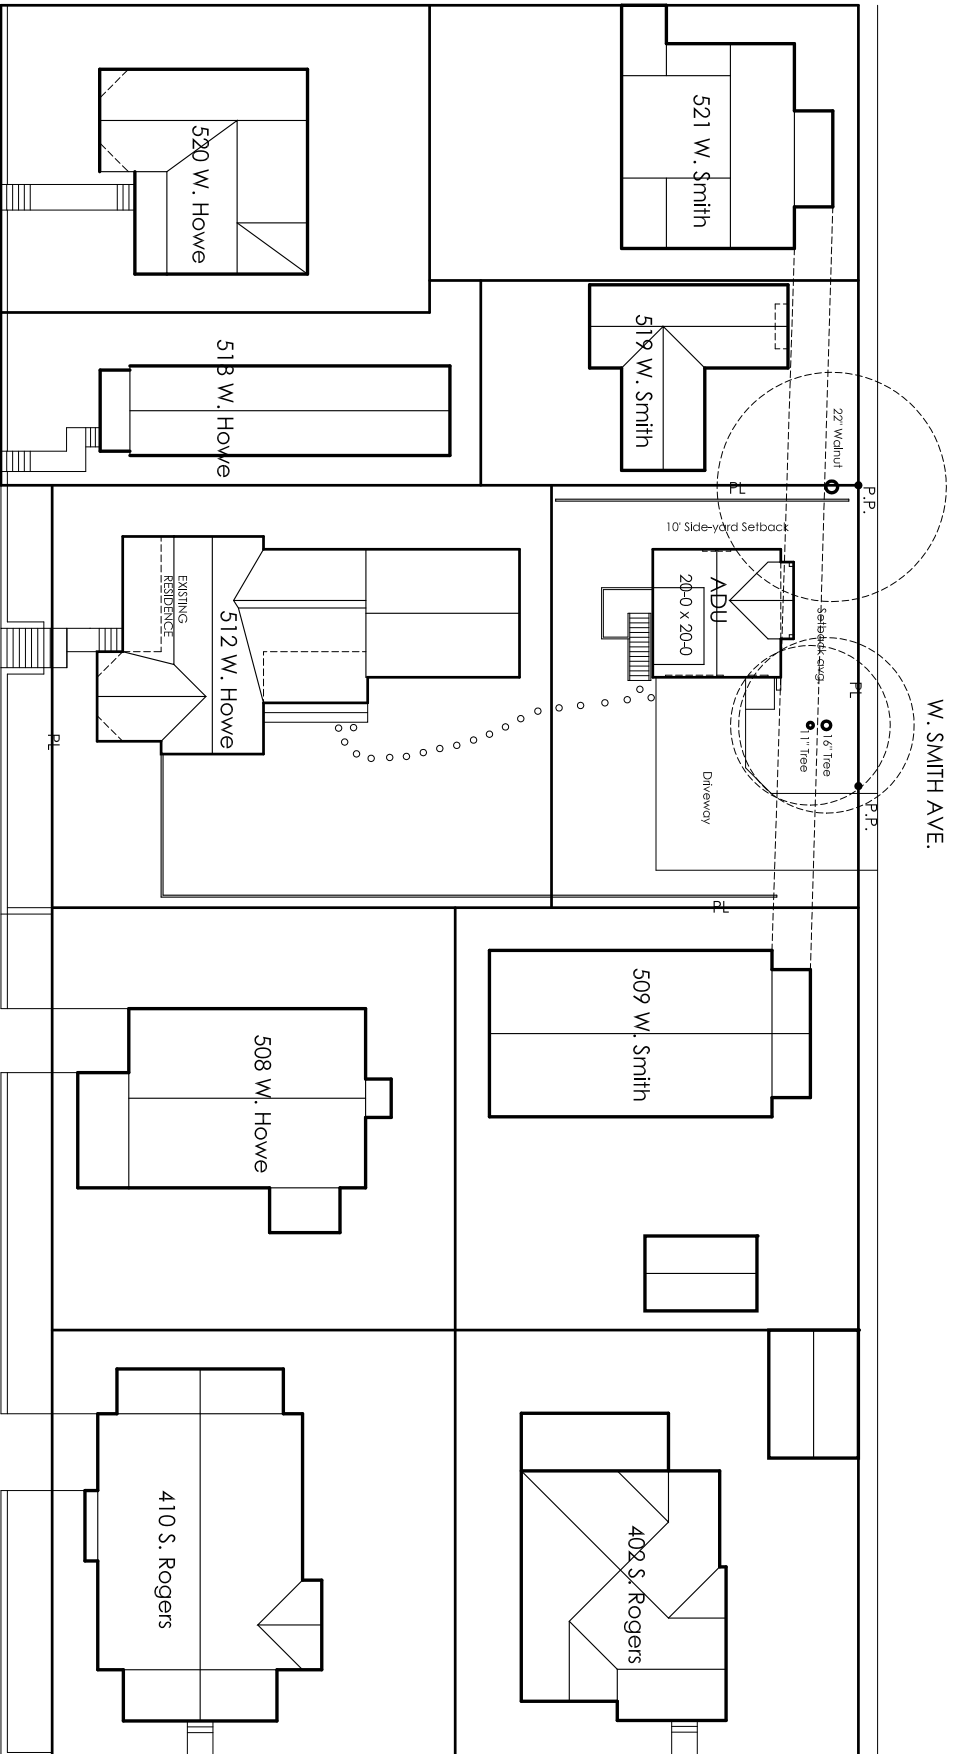 W. SMITH AVE.
521 W. Smith
520 W. Howe
519 W. Smith
518 W. Howe
22" Walnut
P.P.
PL
10' Side-yard Setback
ADU
20-0 x 20-0
Setback avg.
PL
16" Tree
11" Tree
P.P.
Driveway
EXISTING
RESIDENCE
512 W. Howe
PL
PL
509 W. Smith
508 W. Howe
402 S. Rogers
410 S. Rogers